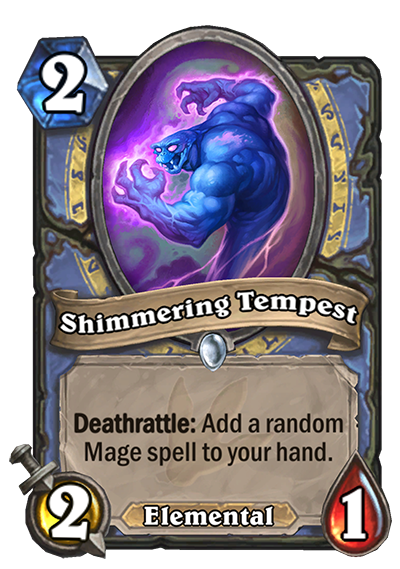 2
Shimmering Tempest
Deathrattle: Add a random
Mage spell to your hand.
2
Elemental
1